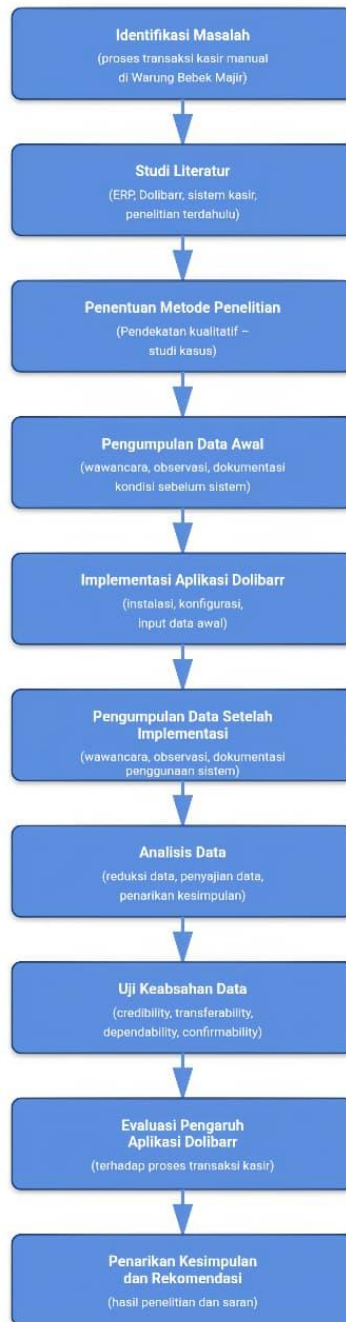 Identifikasi Masalah
(proses transaksi kasir manual
di Warung Bebek Majir)
Studi Literatur
(ERP, Dolibarr, sistem kasir,
penelitian terdahulu)
Penentuan Metode Penelitian
(Pendekatan kualitatif –
studi kasus)
Pengumpulan Data Awal
(wawancara, observasi, dokumentasi
kondisi sebelum sistem)
Implementasi Aplikasi Dolibarr
(instalasi, konfigurasi,
input data awal)
Pengumpulan Data Setelah
Implementasi
(wawancara, observasi, dokumentasi
penggunaan sistem)
Analisis Data
(reduksi data, penyajian data,
penarikan kesimpulan)
Uji Keabsahan Data
(credibility, transferability,
dependability, confirmability)
Evaluasi Pengaruh
Aplikasi Dolibarr
(terhadap proses transaksi kasir)
Penarikan Kesimpulan
dan Rekomendasi
(hasil penelitian dan saran)